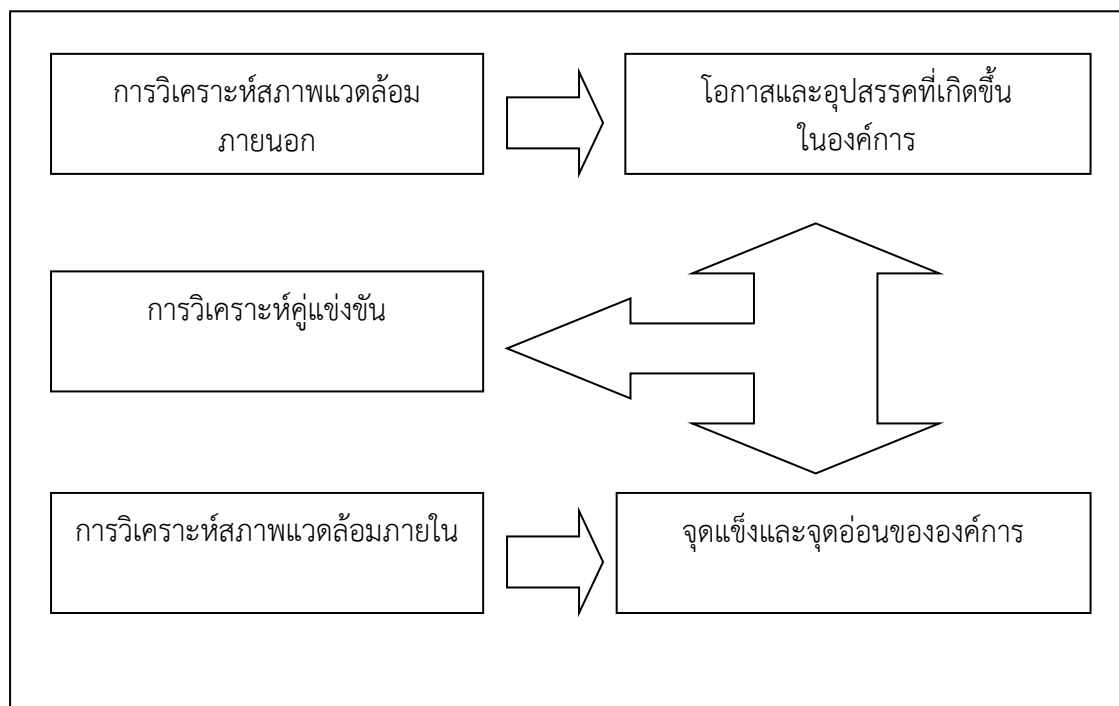 การวิเคราะห์สภาพแวดล้อม
ภายนอก
โอกาสและอุปสรรคที่เกิดขึ้น
ในองค์การ
การวิเคราะห์คู่แข่งขัน
การวิเคราะห์สภาพแวดล้อมภายใน
จุดแข็งและจุดอ่อนขององค์การ